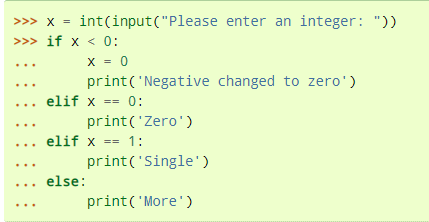 >>> x = int(input("Please enter an integer: "))
>>> if x < 0:
...     x = 0
...     print('Negative changed to zero')
... elif x == 0:
...     print('Zero')
... elif x == 1:
...     print('Single')
... else:
...     print('More')